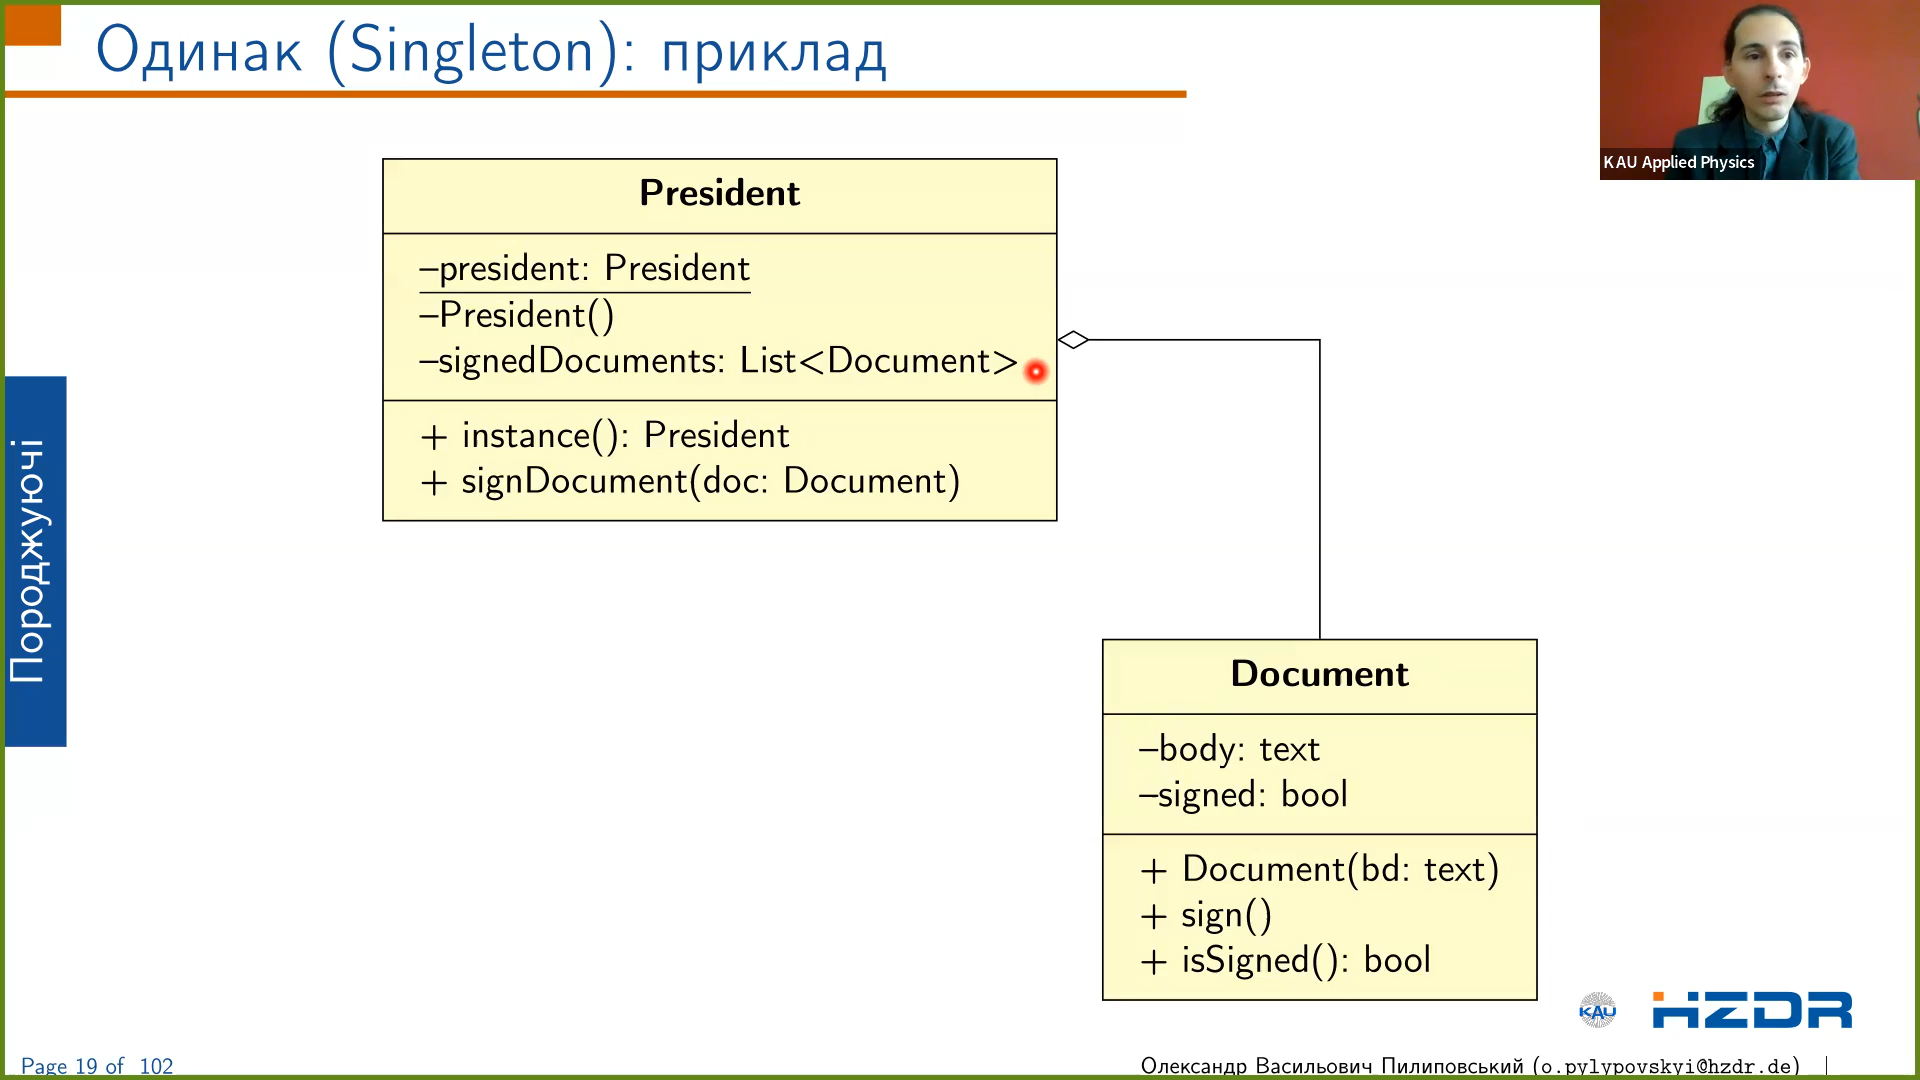 Одинак (Singleton): приклад
KAU Applied Physics
President
–president: President
–President()
–signedDocuments: List<Document>
+ instance(): President
+ signDocument(doc: Document)
Породжуючі
Document
–body: text
–signed: bool
+ Document(bd: text)
+ sign()
+ isSigned(): bool
KAU
HZDR
Page 19 of 102
Олександр Васильович Пилиповський (o.pylypovskyi@hzdr.de) |